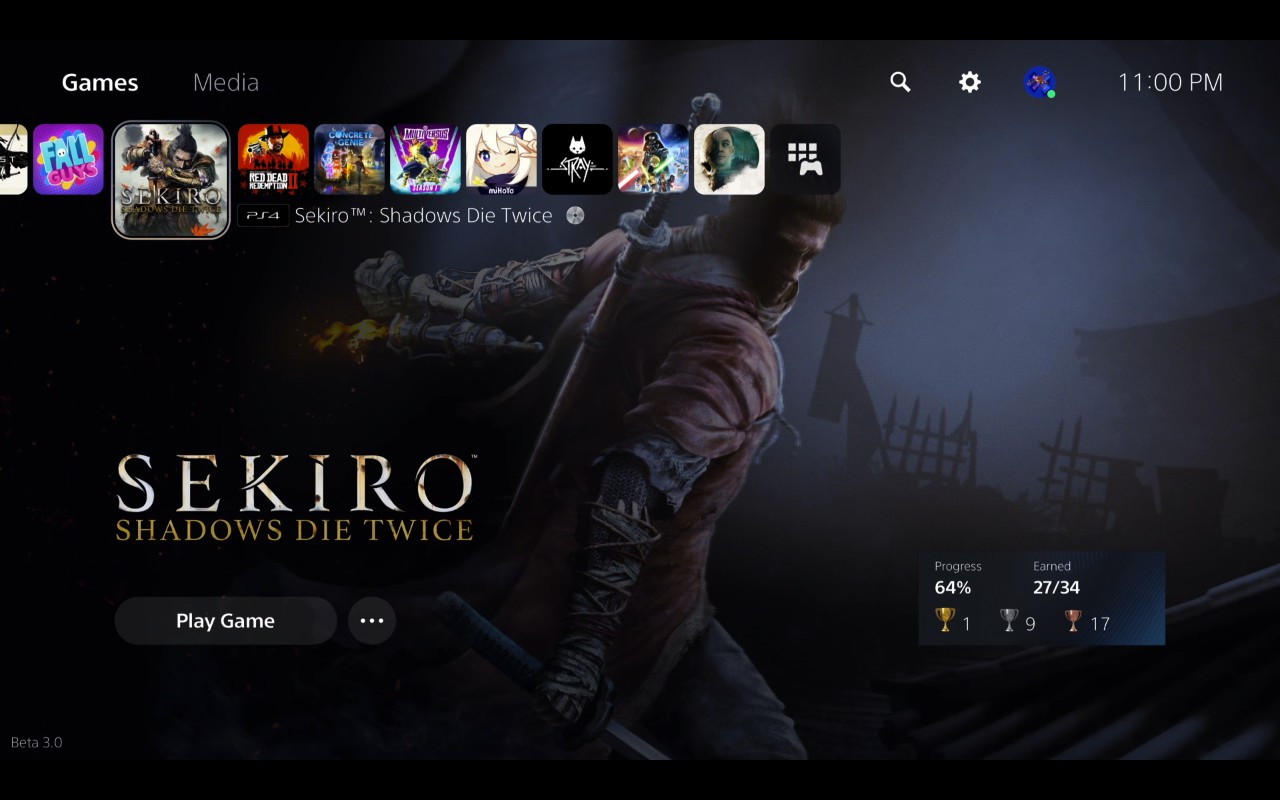 Games
Media
11:00 PM
FALL GUYS
SEKIRO
SHADOWS DIE TWICE
RED DEAD
REDEMPTION II
CONCRETE
GENIE
MULTIVERSUS
SEASON 1
miHoYo
STRAY
PS4 Sekiro™: Shadows Die Twice
SEKIRO™
SHADOWS DIE TWICE
Progress
Earned
64%
27/34
1
9
17
Play Game
Beta 3.0